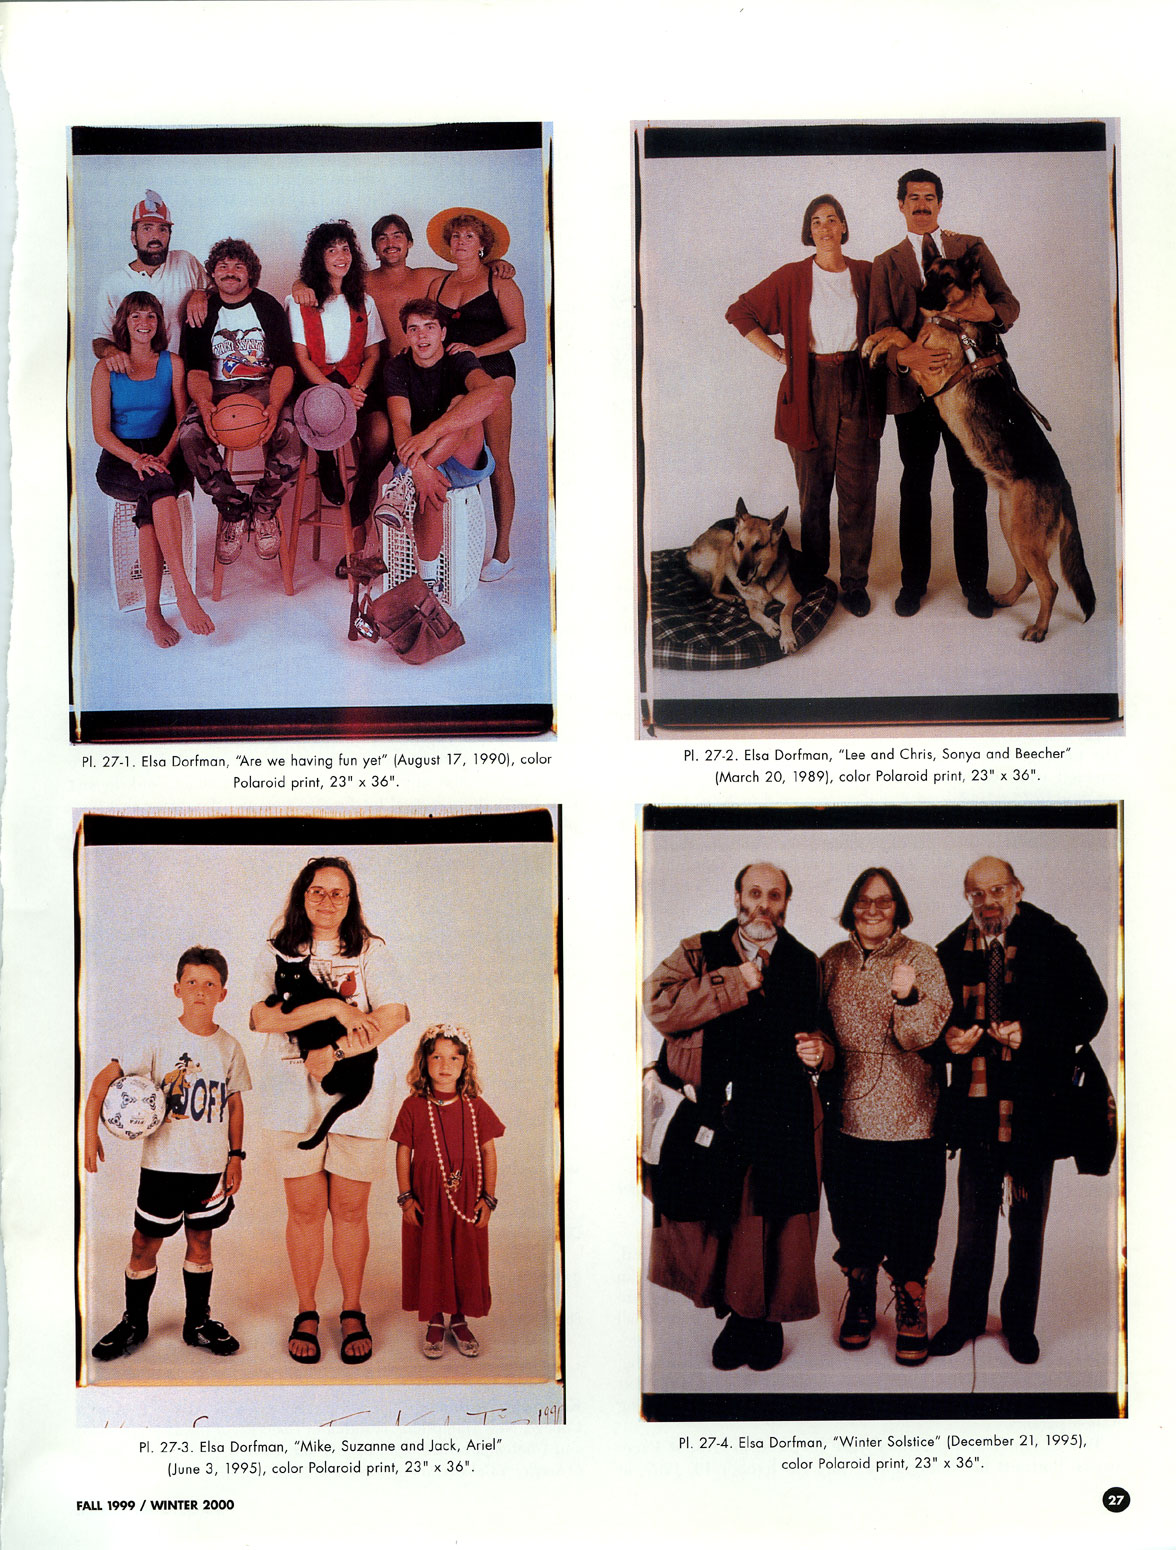 Pl. 27-1. Elsa Dorfman, "Are we having fun yet" (August 17, 1990), color
Polaroid print, 23" x 36".
Pl. 27-2. Elsa Dorfman, "Lee and Chris, Sonya and Beecher"
(March 20, 1989), color Polaroid print, 23" x 36".
OOFY
Pl. 27-3. Elsa Dorfman, "Mike, Suzanne and Jack, Ariel"
(June 3, 1995), color Polaroid print, 23" x 36".
Pl. 27-4. Elsa Dorfman, "Winter Solstice" (December 21, 1995),
color Polaroid print, 23" x 36".
FALL 1999 / WINTER 2000
27